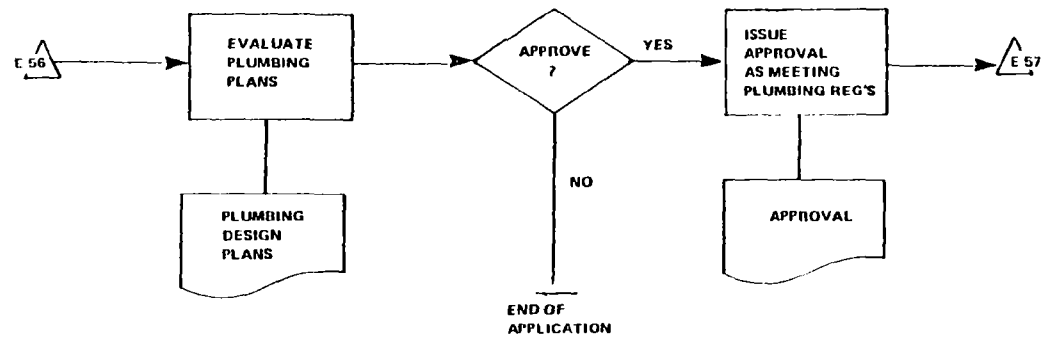 E 56
EVALUATE
PLUMBING
PLANS
APPROVE
?
YES
ISSUE
APPROVAL
AS MEETING
PLUMBING REG'S
E 57
NO
PLUMBING
DESIGN
PLANS
APPROVAL
END OF
APPLICATION